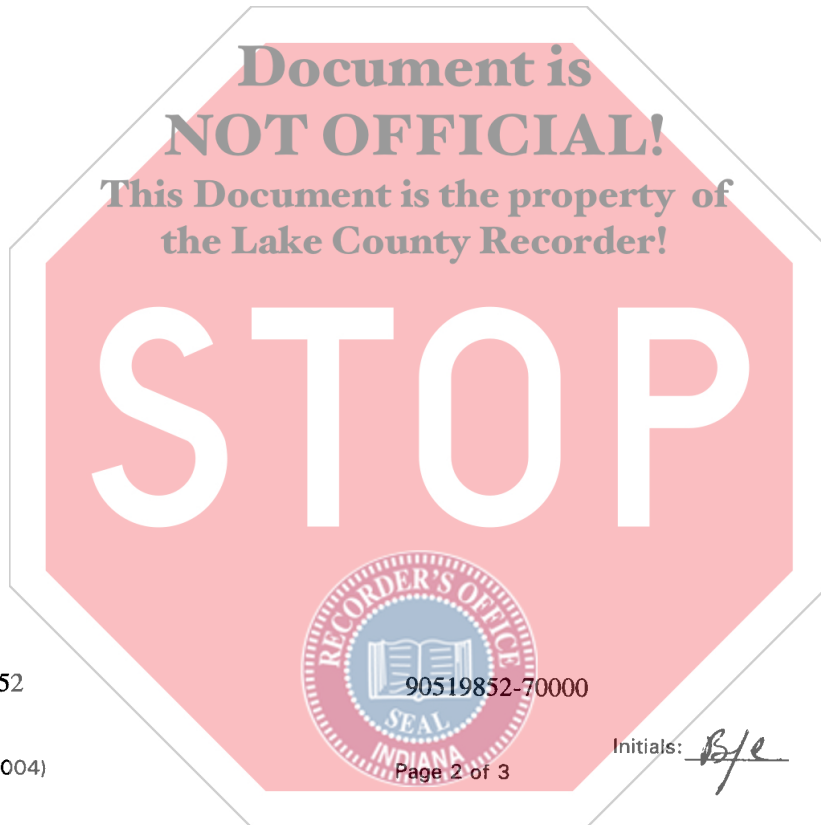 Document is
NOT OFFICIAL!
This Document is the property of
the Lake County Recorder!
STOP
RECORDER'S OFFICE
SEAL
INDIANA
52
90519852-70000
Initials:
004)
Page 2 of 3